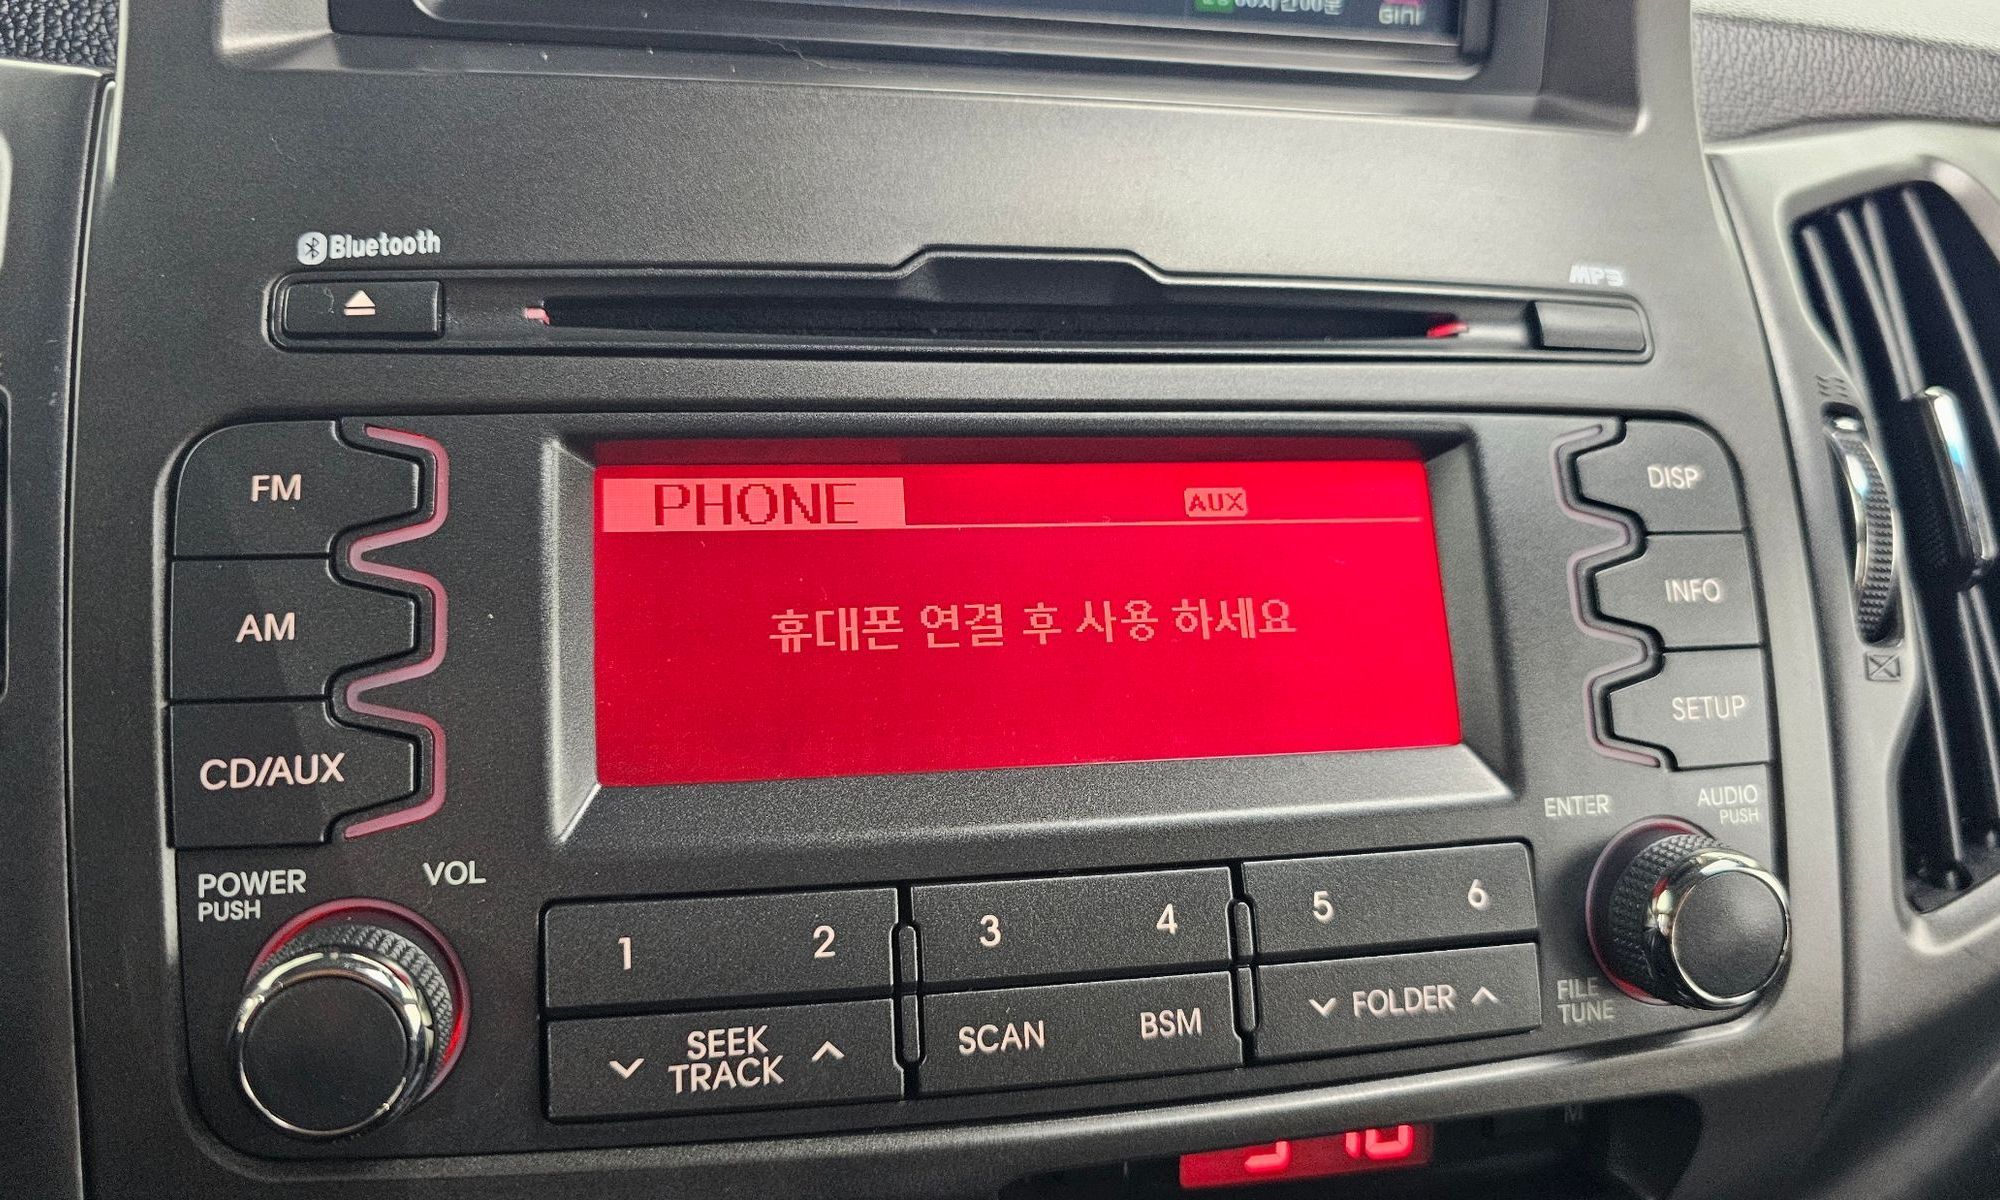 GINI
Bluetooth
MP3
FM
PHONE
AUX
DISP
휴대폰 연결 후 사용 하세요
INFO
AM
SETUP
CD/AUX
ENTER
AUDIO
PUSH
POWER
PUSH
VOL
1 2 3 4 5 6
SEEK
TRACK
SCAN
BSM
FOLDER
FILE
TUNE